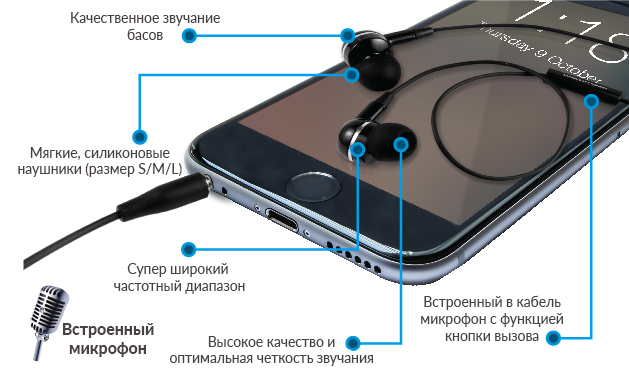 Качественное звучание
басов
1:18
Thursday 9 October
Мягкие, силиконовые
наушники (размер S/M/L)
Супер широкий
частотный диапазон
Встроенный в кабель
микрофон с функцией
кнопки вызова
Встроенный
микрофон
Высокое качество и
оптимальная четкость звучания